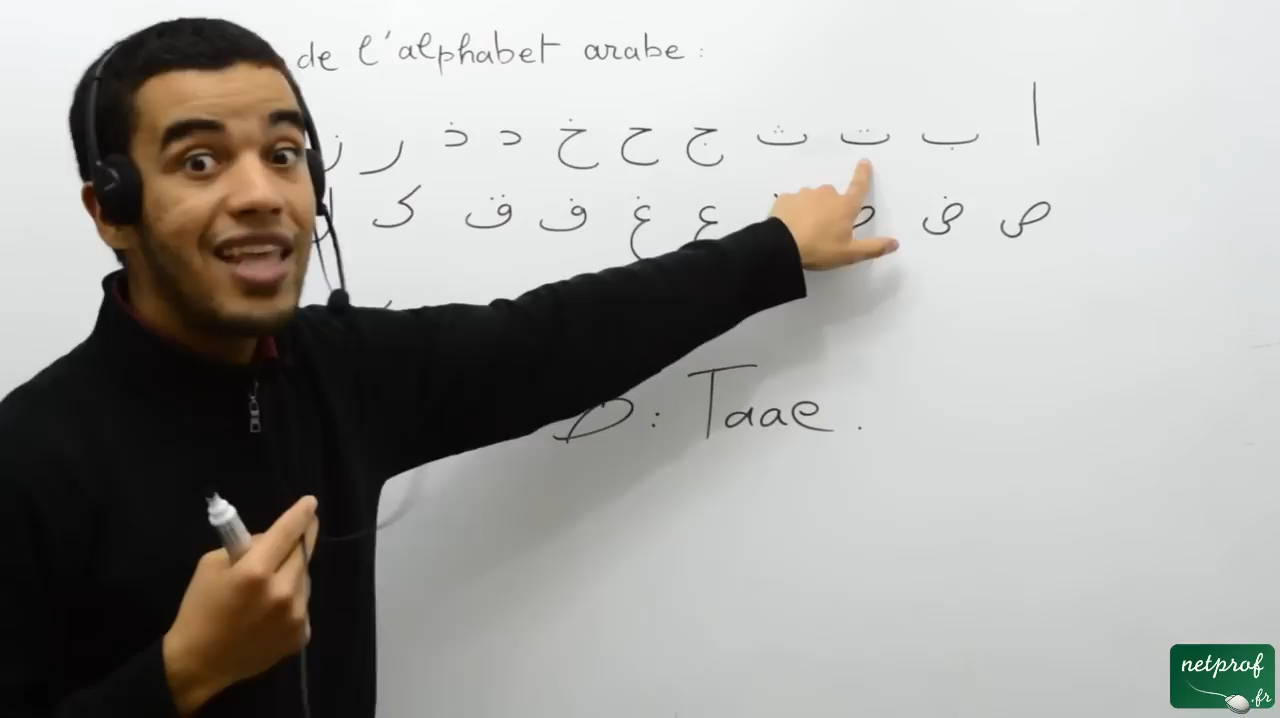 de l'alphabet arabe :
ا ب ت ث ج ح خ د ذ ر ز
ص ض ع غ ف ق ك
: Taae.
netprof
.fr